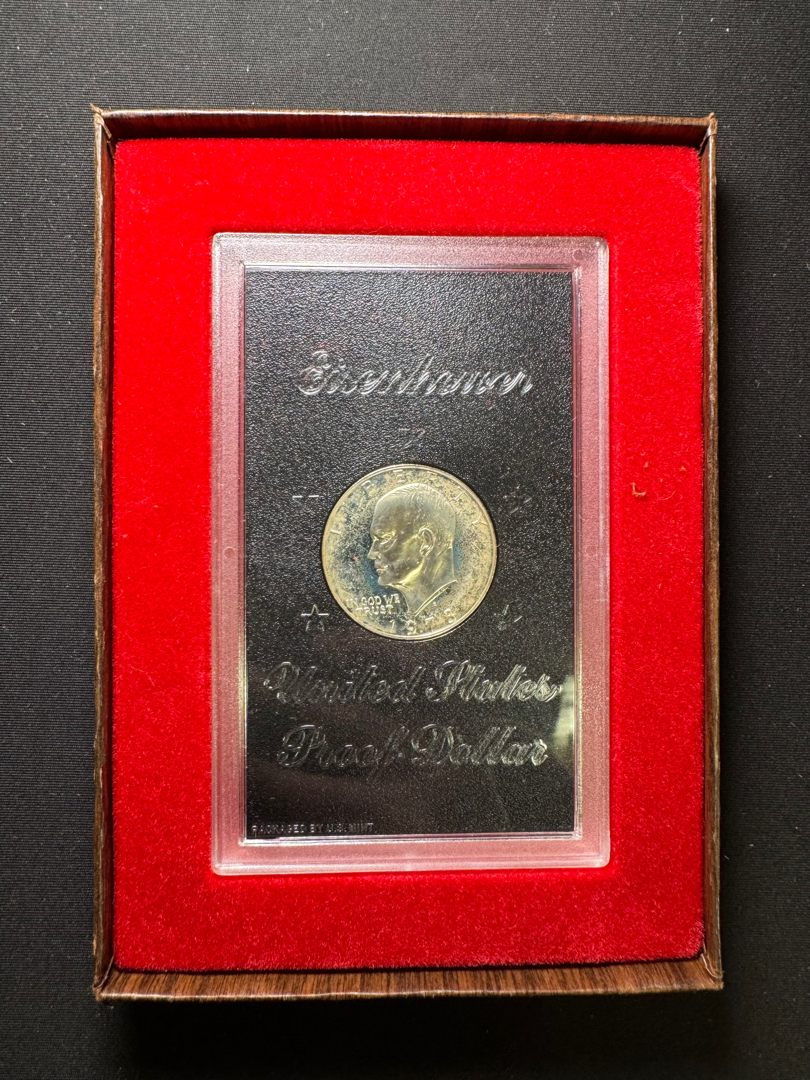 Eisenhower
LIBERTY
IN GOD WE
TRUST
United States
Proof Dollar
PACKAGED BY U.S. MINT